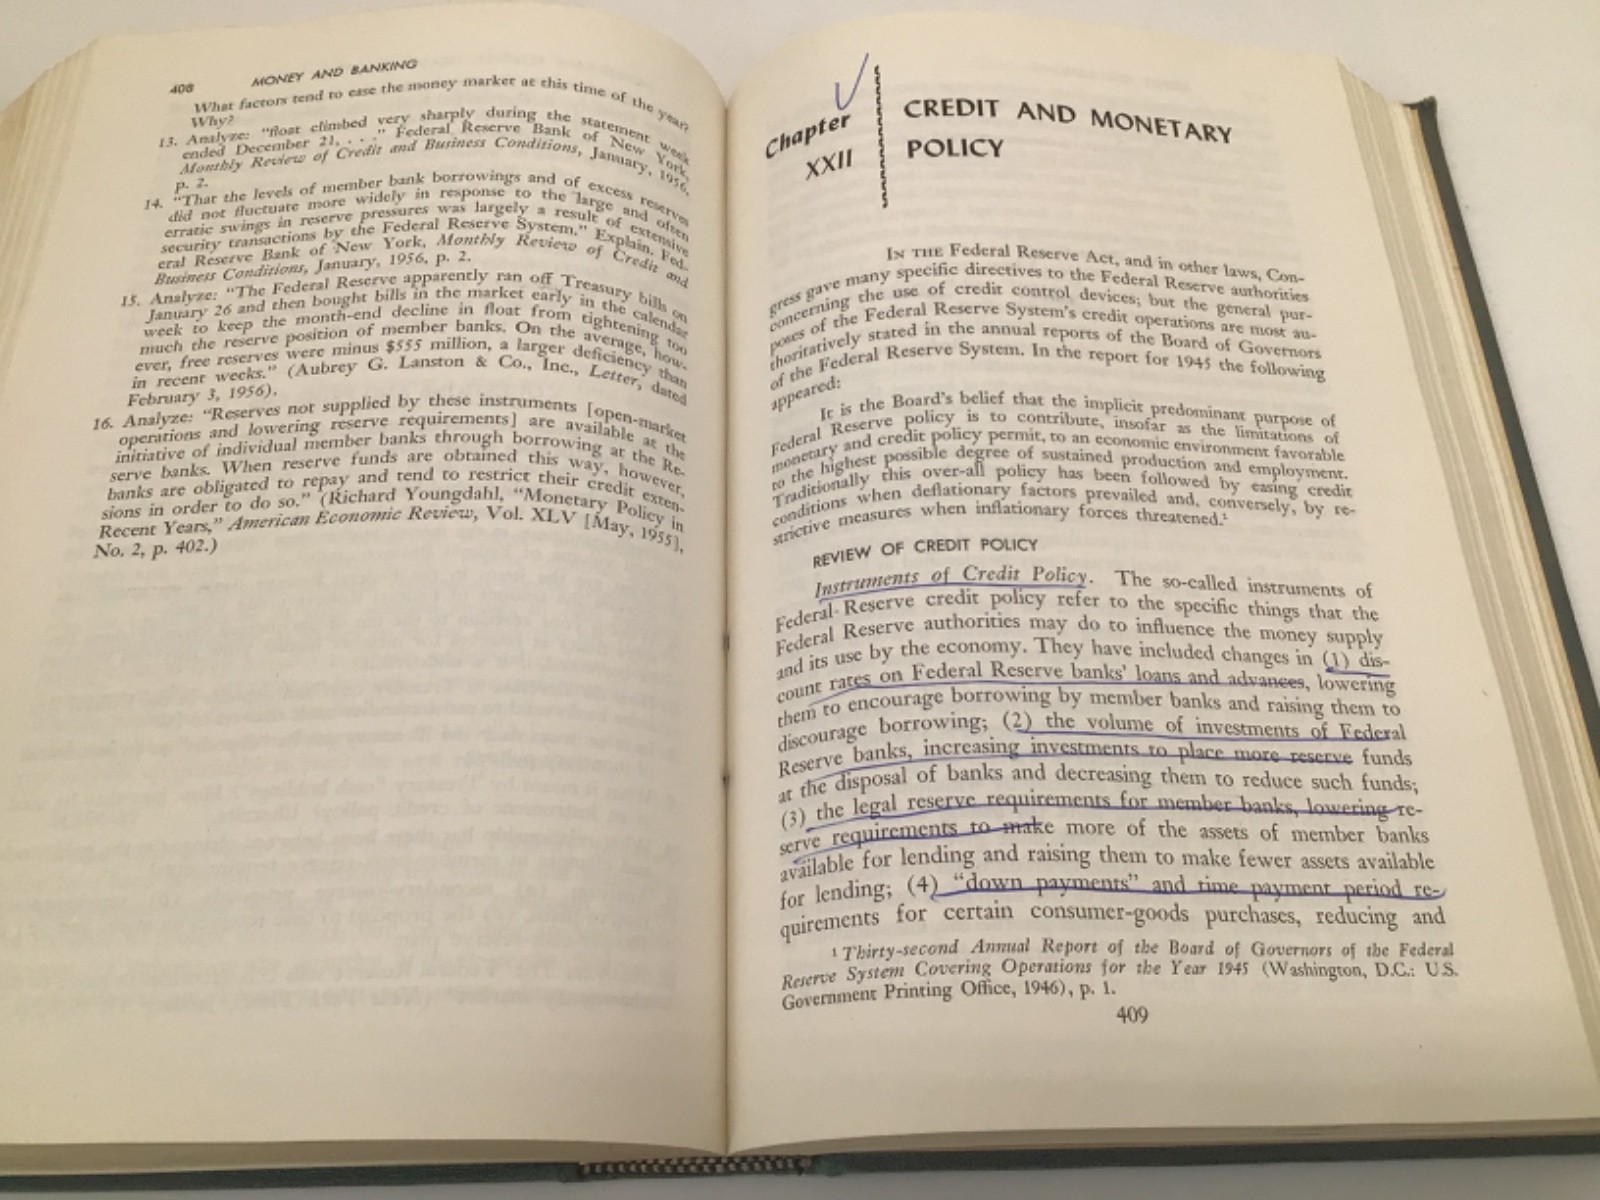 408 MONEY AND BANKING
What factors tend to ease the money market at this time of the year?
Why?
13. Analyze: "float climbed very sharply during the statement week
ended December 21, . . ." Federal Reserve Bank of New York,
Monthly Review of Credit and Business Conditions, January, 1956,
p. 2.
14. "That the levels of member bank borrowings and of excess reserves
did not fluctuate more widely in response to the large and often
erratic swings in reserve pressures was largely a result of extensive
security transactions by the Federal Reserve System." Explain. Fed-
eral Reserve Bank of New York, Monthly Review of Credit and
Business Conditions, January, 1956, p. 2.
15. Analyze: "The Federal Reserve apparently ran off Treasury bills on
January 26 and then bought bills in the market early in the calendar
week to keep the month-end decline in float from tightening too
much the reserve position of member banks. On the average, how-
ever, free reserves were minus $555 million, a larger deficiency than
in recent weeks." (Aubrey G. Lanston & Co., Inc., Letter, dated
February 3, 1956).
16. Analyze: "Reserves not supplied by these instruments [open-market
operations and lowering reserve requirements] are available at the
initiative of individual member banks through borrowing at the Re-
serve banks. When reserve funds are obtained this way, however,
banks are obligated to repay and tend to restrict their credit exten-
sions in order to do so." (Richard Youngdahl, "Monetary Policy in
Recent Years," American Economic Review, Vol. XLV [May, 1955],
No. 2, p. 402.)
Chapter
XXII
CREDIT AND MONETARY
POLICY
IN THE Federal Reserve Act, and in other laws, Con-
gress gave many specific directives to the Federal Reserve authorities
concerning the use of credit control devices; but the general pur-
poses of the Federal Reserve System's credit operations are most au-
thoritatively stated in the annual reports of the Board of Governors
of the Federal Reserve System. In the report for 1945 the following
appeared:
It is the Board's belief that the implicit predominant purpose of
Federal Reserve policy is to contribute, insofar as the limitations of
monetary and credit policy permit, to an economic environment favorable
to the highest possible degree of sustained production and employment.
Traditionally this over-all policy has been followed by easing credit
conditions when deflationary factors prevailed and, conversely, by re-
strictive measures when inflationary forces threatened.¹
REVIEW OF CREDIT POLICY
Instruments of Credit Policy. The so-called instruments of
Federal Reserve credit policy refer to the specific things that the
Federal Reserve authorities may do to influence the money supply
and its use by the economy. They have included changes in (1) dis-
count rates on Federal Reserve banks' loans and advances, lowering
them to encourage borrowing by member banks and raising them to
discourage borrowing; (2) the volume of investments of Federal
Reserve banks, increasing investments to place more reserve funds
at the disposal of banks and decreasing them to reduce such funds;
(3) the legal reserve requirements for member banks, lowering re-
serve requirements to make more of the assets of member banks
available for lending and raising them to make fewer assets available
for lending; (4) "down payments" and time payment period re-
quirements for certain consumer-goods purchases, reducing and
¹ Thirty-second Annual Report of the Board of Governors of the Federal
Reserve System Covering Operations for the Year 1945 (Washington, D.C.: U.S.
Government Printing Office, 1946), p. 1.
409